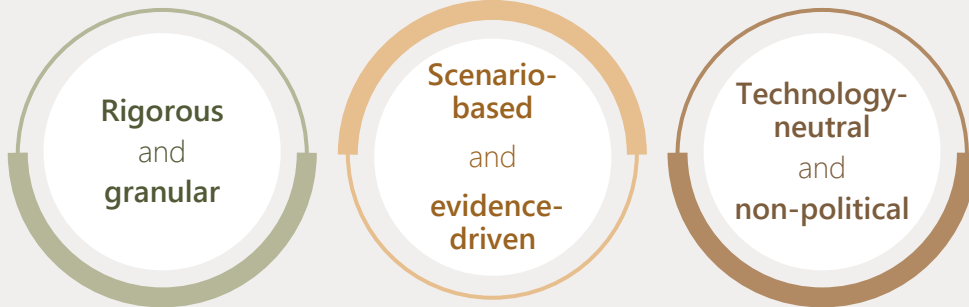 Rigorous
and
granular
Scenario-
based
and
evidence-
driven
Technology-
neutral
and
non-political